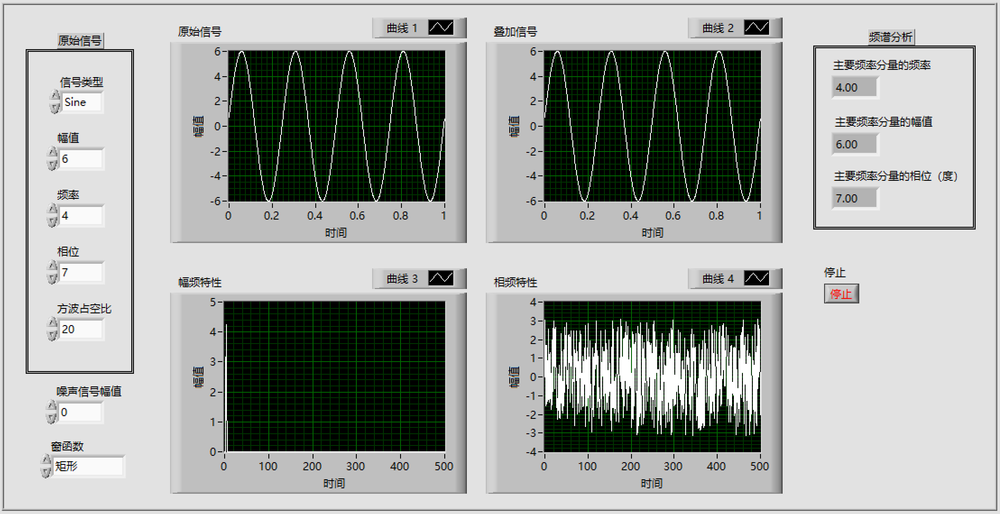 原始信号
信号类型
Sine
幅值
6
频率
4
相位
7
方波占空比
20
噪声信号幅值
0
窗函数
矩形
原始信号
曲线 1
幅值
6
4
2
0
-2
-4
-6
0 0.2 0.4 0.6 0.8 1
时间
叠加信号
曲线 2
幅值
6
4
2
0
-2
-4
-6
0 0.2 0.4 0.6 0.8 1
时间
幅频特性
曲线 3
幅值
5
4
3
2
1
0
0 100 200 300 400 500
时间
相频特性
曲线 4
幅值
4
3
2
1
0
-1
-2
-3
-4
0 100 200 300 400 500
时间
频谱分析
主要频率分量的频率
4.00
主要频率分量的幅值
6.00
主要频率分量的相位（度）
7.00
停止
停止